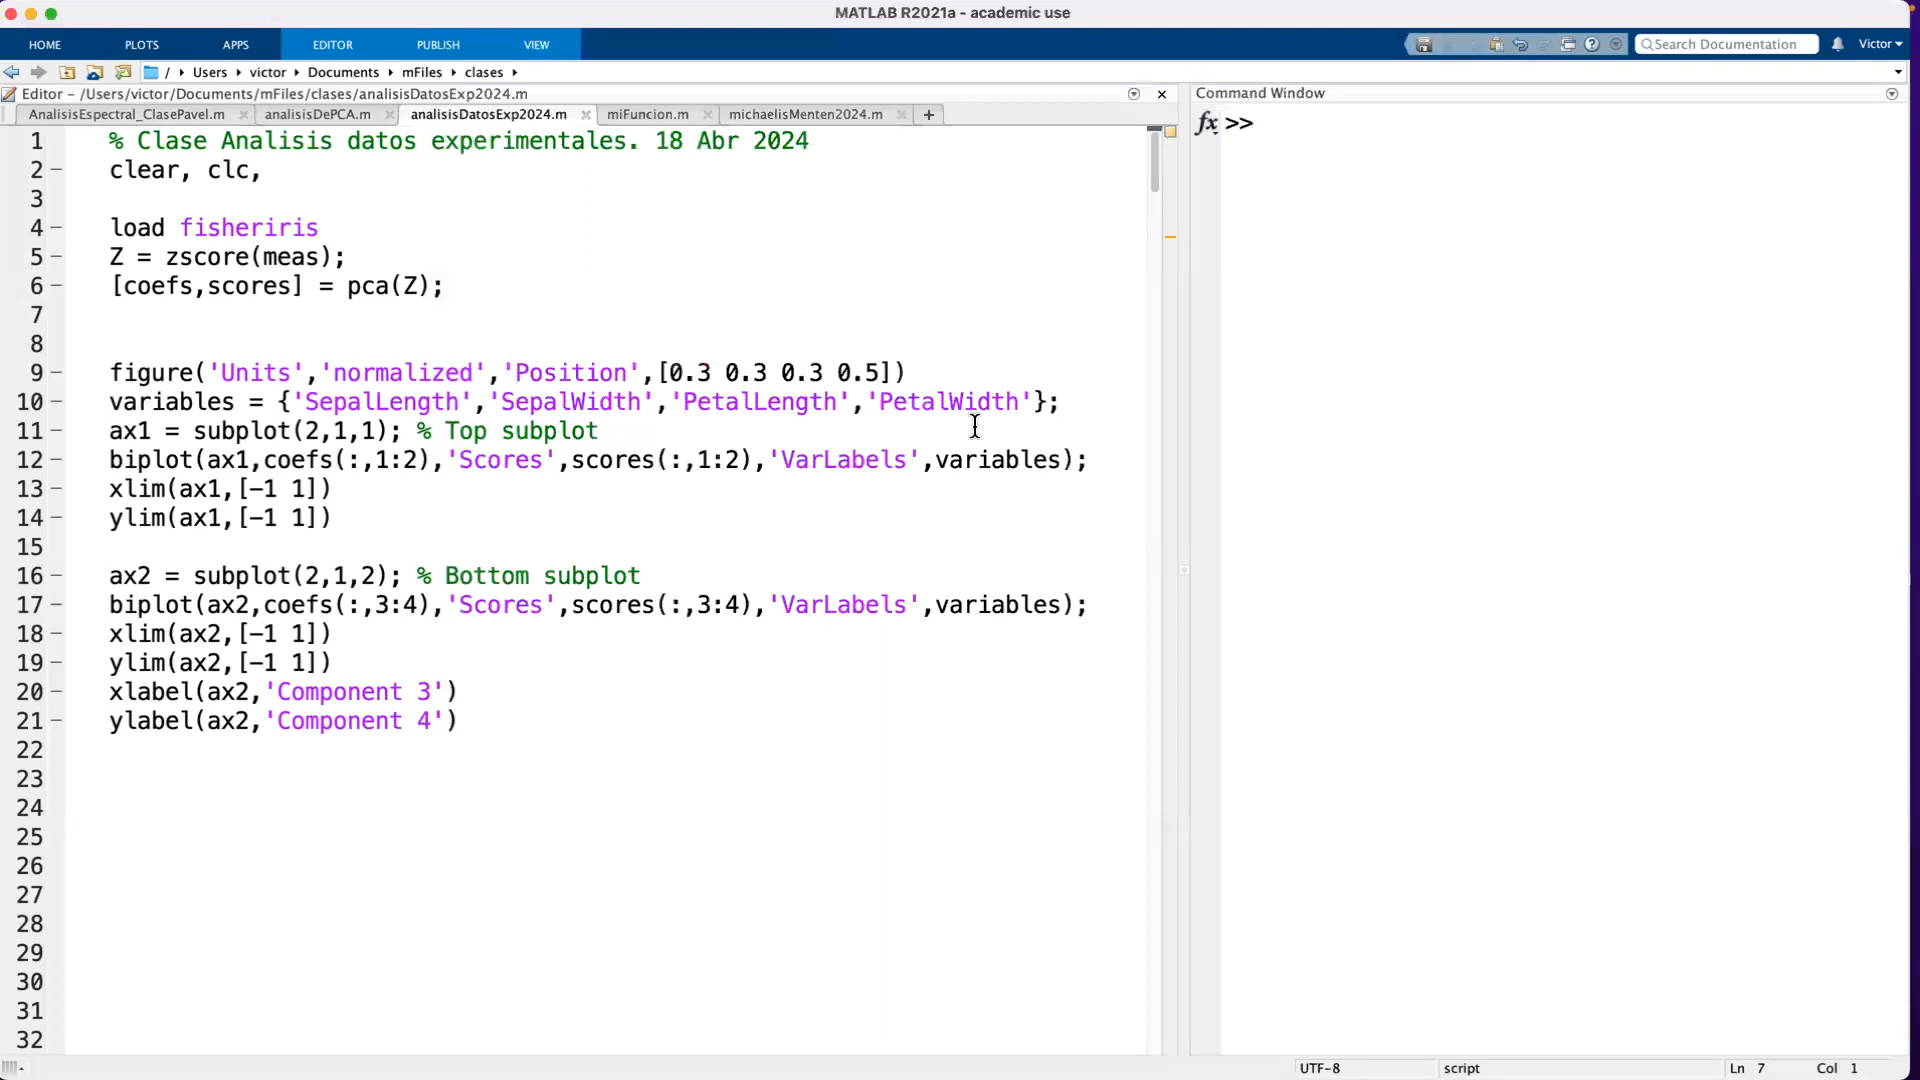 MATLAB R2021a - academic use
HOME PLOTS APPS EDITOR PUBLISH VIEW Search Documentation Victor
/ Users victor Documents mFiles clases
Editor - /Users/victor/Documents/mFiles/clases/analisisDatosExp2024.m
Command Window
AnalisisEspectral_ClasePavel.m analisisDePCA.m analisisDatosExp2024.m miFuncion.m michaelisMenten2024.m +
fx >>
1 % Clase Analisis datos experimentales. 18 Abr 2024
2 clear, clc,
3
4 load fisheriris
5 Z = zscore(meas);
6 [coefs,scores] = pca(Z);
7
8
9 figure('Units','normalized','Position',[0.3 0.3 0.3 0.5])
10 variables = {'SepalLength','SepalWidth','PetalLength','PetalWidth'};
11 ax1 = subplot(2,1,1); % Top subplot
12 biplot(ax1,coefs(:,1:2),'Scores',scores(:,1:2),'VarLabels',variables);
13 xlim(ax1,[-1 1])
14 ylim(ax1,[-1 1])
15
16 ax2 = subplot(2,1,2); % Bottom subplot
17 biplot(ax2,coefs(:,3:4),'Scores',scores(:,3:4),'VarLabels',variables);
18 xlim(ax2,[-1 1])
19 ylim(ax2,[-1 1])
20 xlabel(ax2,'Component 3')
21 ylabel(ax2,'Component 4')
22
23
24
25
26
27
28
29
30
31
32
UTF-8 script Ln 7 Col 1